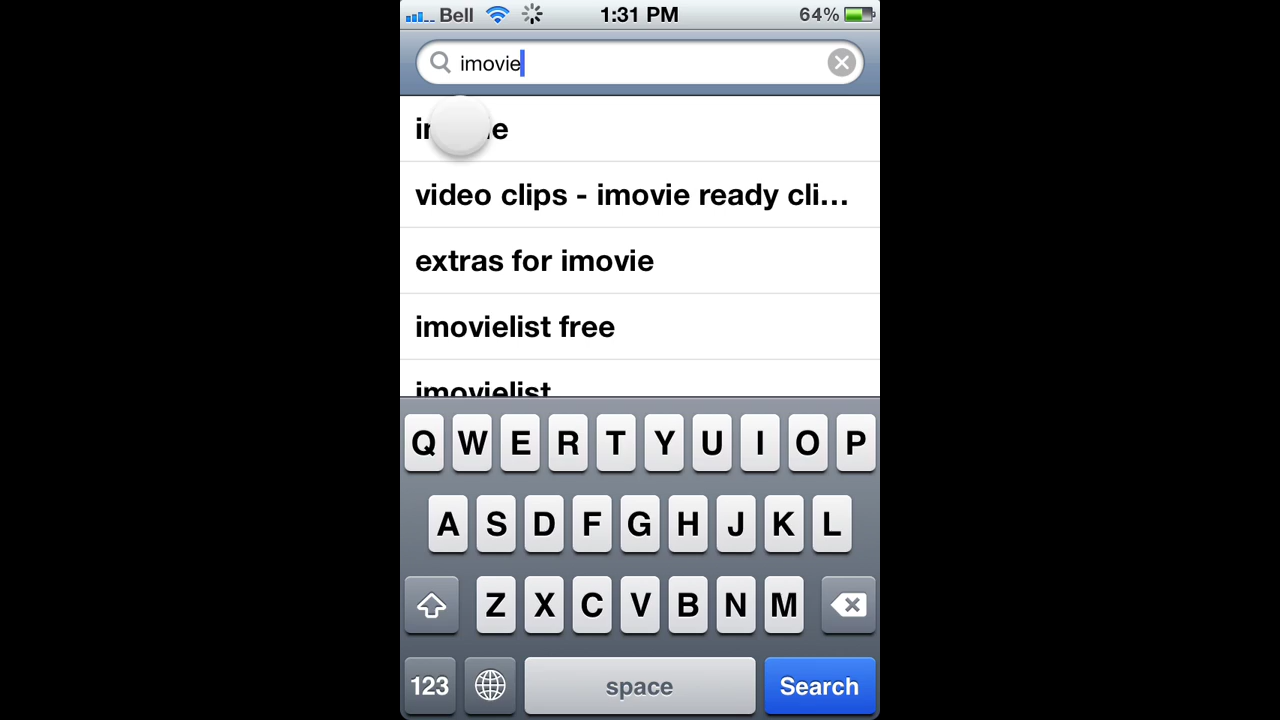 Bell 1:31 PM 64%
imovie
video clips - imovie ready cli...
extras for imovie
imovielist free
imovielist
Q W E R T Y U I O P
A S D F G H J K L
Z X C V B N M
123 space Search